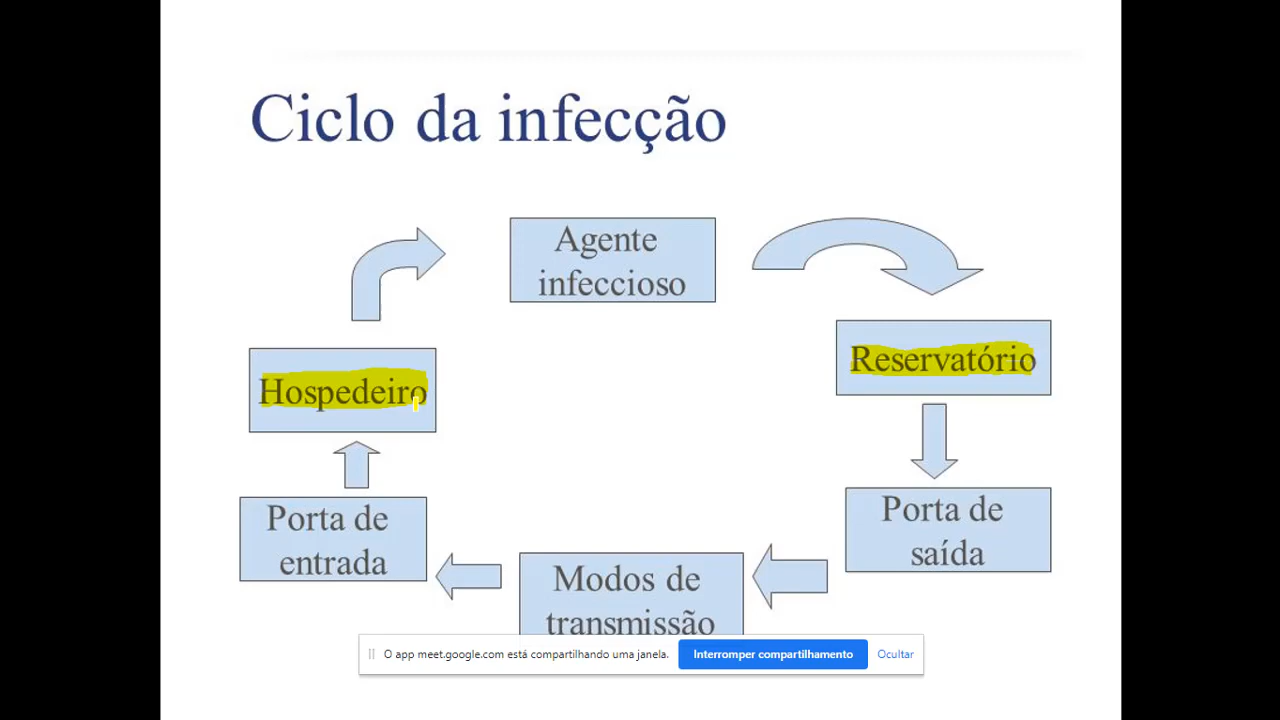 Ciclo da infecção
Agente
infeccioso
Reservatório
Hospedeiro
Porta de
saída
Porta de
entrada
Modos de
transmissão
O app meet.google.com está compartilhando uma janela.
Interromper compartilhamento
Ocultar